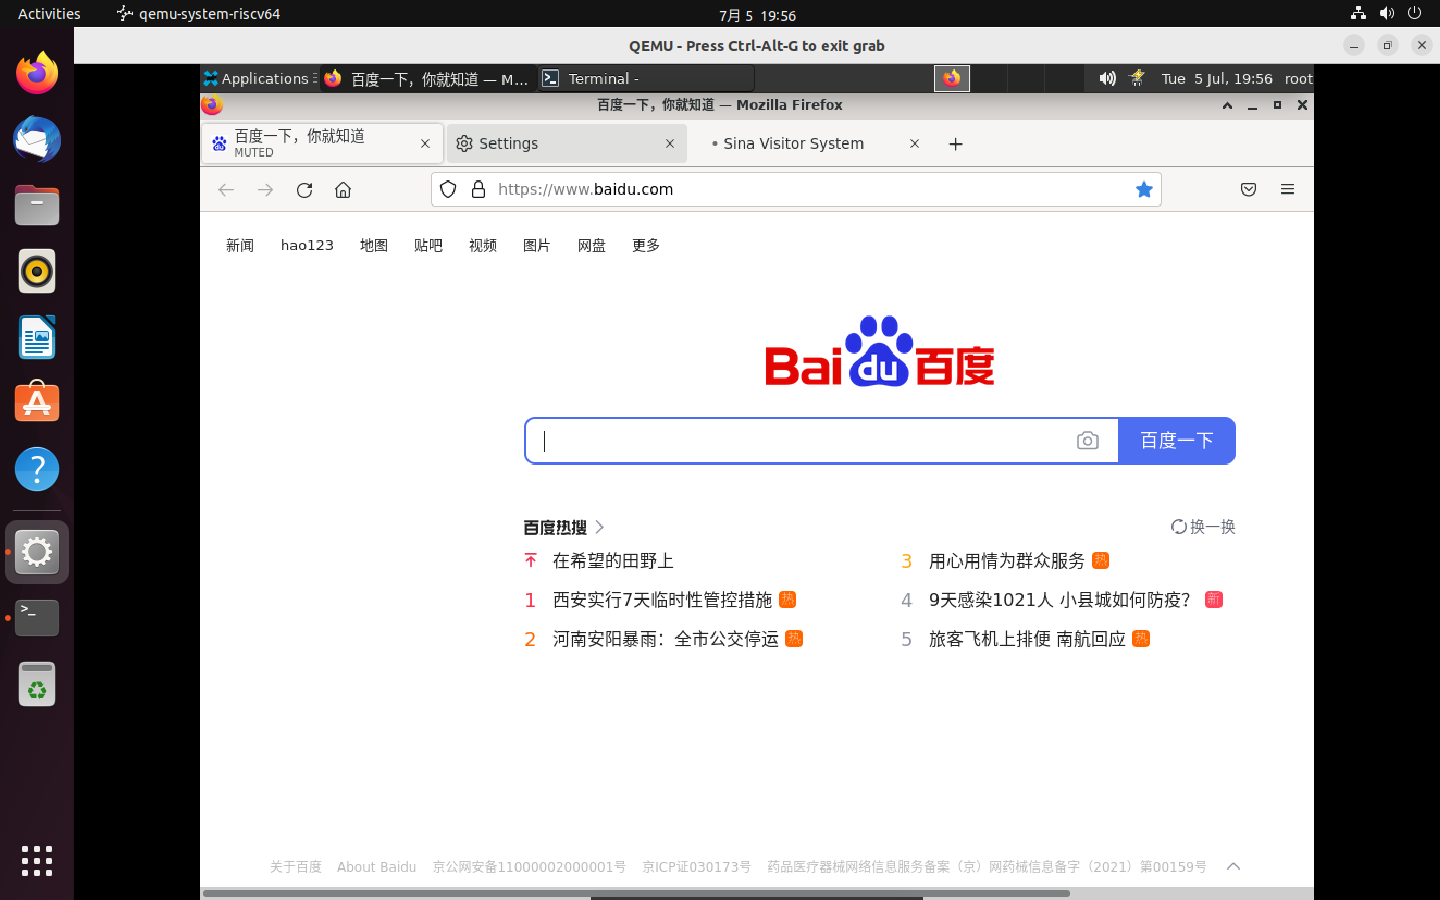 Activities qemu-system-riscv64 7月 5 19:56
QEMU - Press Ctrl-Alt-G to exit grab
Applications 百度一下，你就知道 — M... Terminal - Tue 5 Jul, 19:56 root
百度一下，你就知道 — Mozilla Firefox
百度一下，你就知道
MUTED
Settings
Sina Visitor System
https://www.baidu.com
新闻 hao123 地图 贴吧 视频 图片 网盘 更多
Bai du 百度
百度一下
百度热搜 换一换
在希望的田野上
3 用心用情为群众服务 热
1 西安实行7天临时性管控措施 热
4 9天感染1021人 小县城如何防疫? 新
2 河南安阳暴雨：全市公交停运 热
5 旅客飞机上排便 南航回应 热
关于百度 About Baidu 京公网安备11000002000001号 京ICP证030173号 药品医疗器械网络信息服务备案（京）网药械信息备字（2021）第00159号